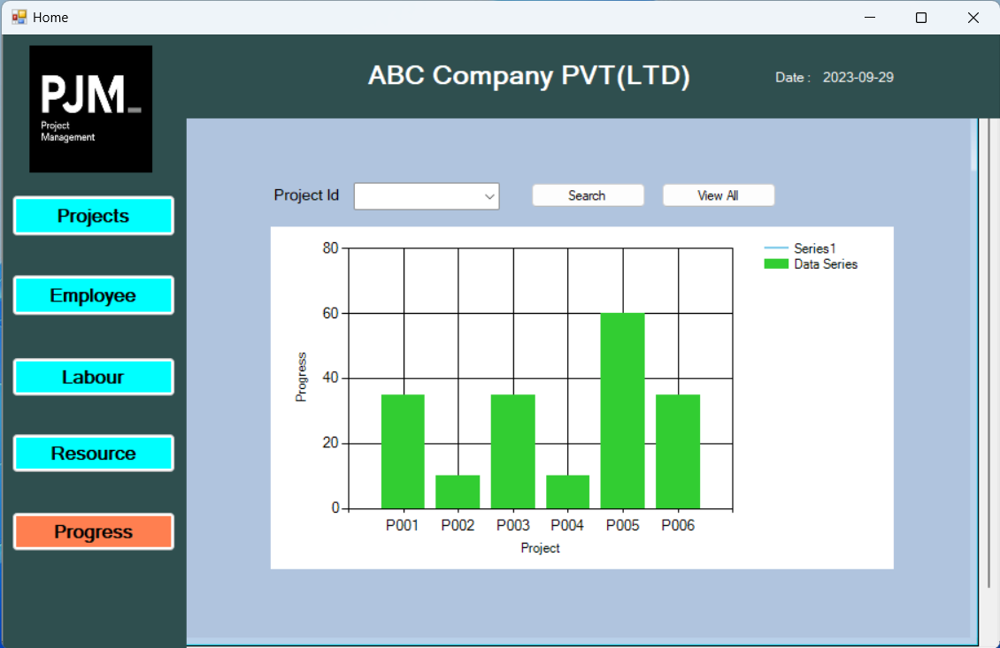 Home
PJM_
Project
Management
ABC Company PVT(LTD)
Date : 2023-09-29
Projects
Employee
Labour
Resource
Progress
Project Id
Search
View All
80
60
40
20
0
Progress
P001 P002 P003 P004 P005 P006
Project
Series1
Data Series